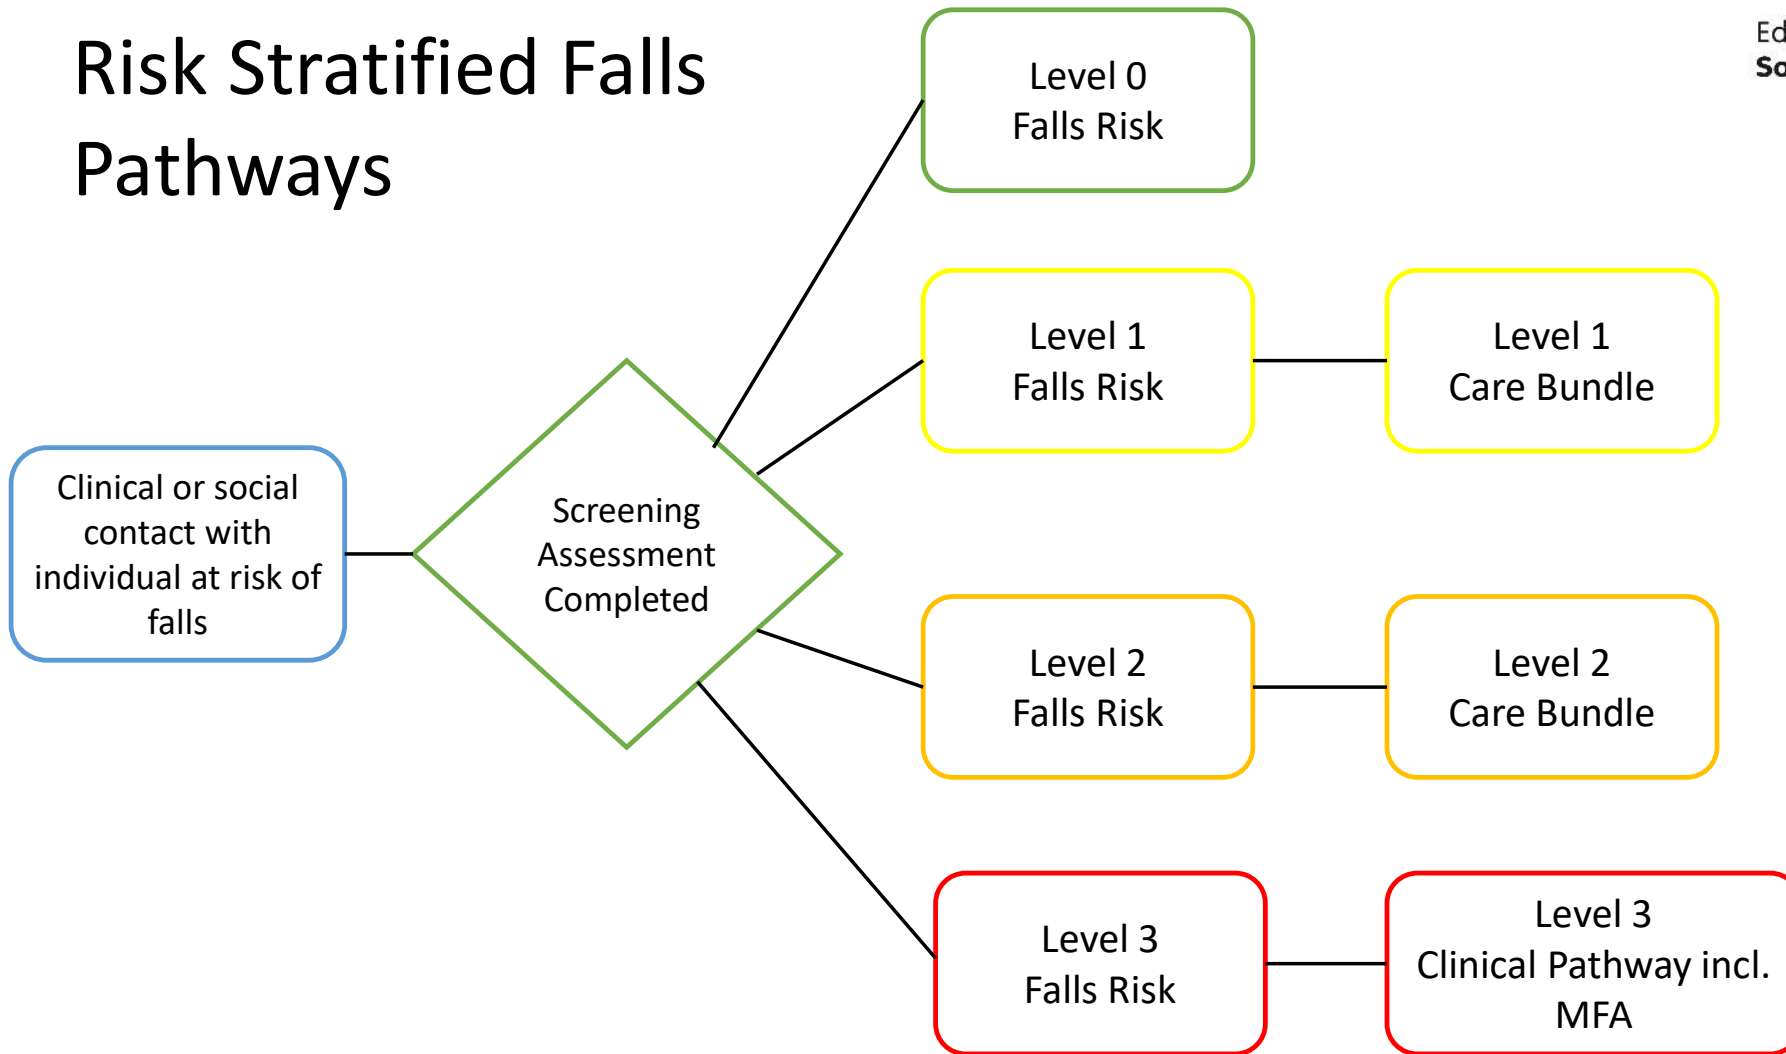 Risk Stratified Falls
Pathways
Ed
So
Level 0
Falls Risk
Level 1
Falls Risk
Level 1
Care Bundle
Clinical or social
contact with
individual at risk of
falls
Screening
Assessment
Completed
Level 2
Falls Risk
Level 2
Care Bundle
Level 3
Falls Risk
Level 3
Clinical Pathway incl.
MFA